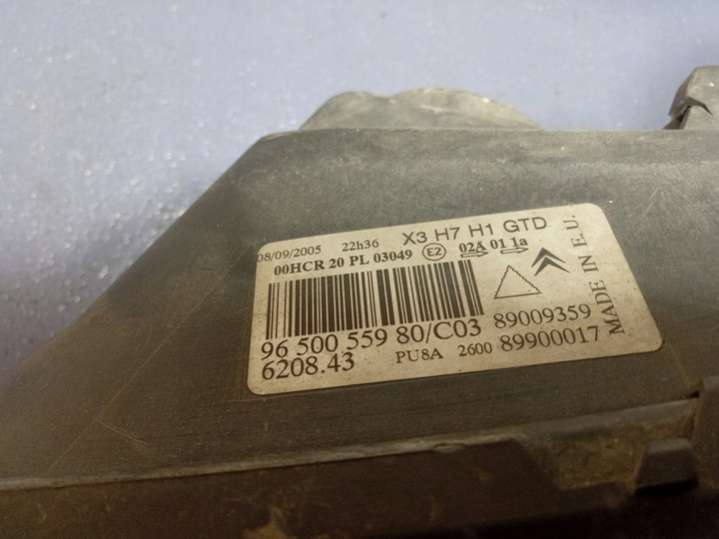 08/09/2005 22h36 X3 H7 H1 GTD
00HCR 20 PL 03049 E2 02A 01 1a
96 500 559 80/C03 89009359
6208.43 PU8A 2600 89900017
MADE IN E.U.